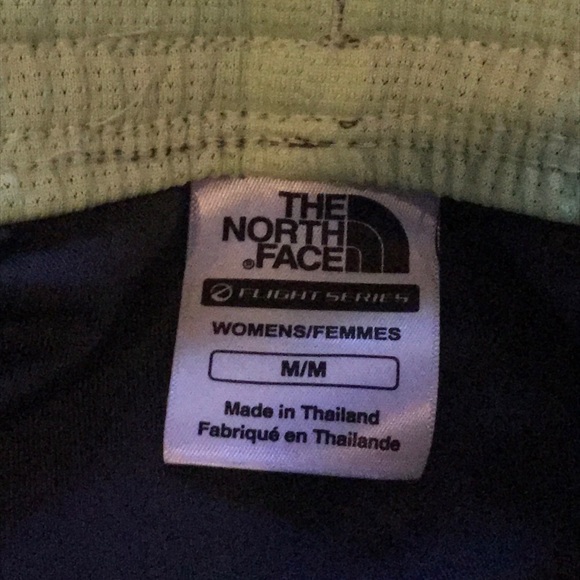 THE
NORTH
®FACE
FLIGHT SERIES
WOMENS/FEMMES
M/M
Made in Thailand
Fabriqué en Thaïlande